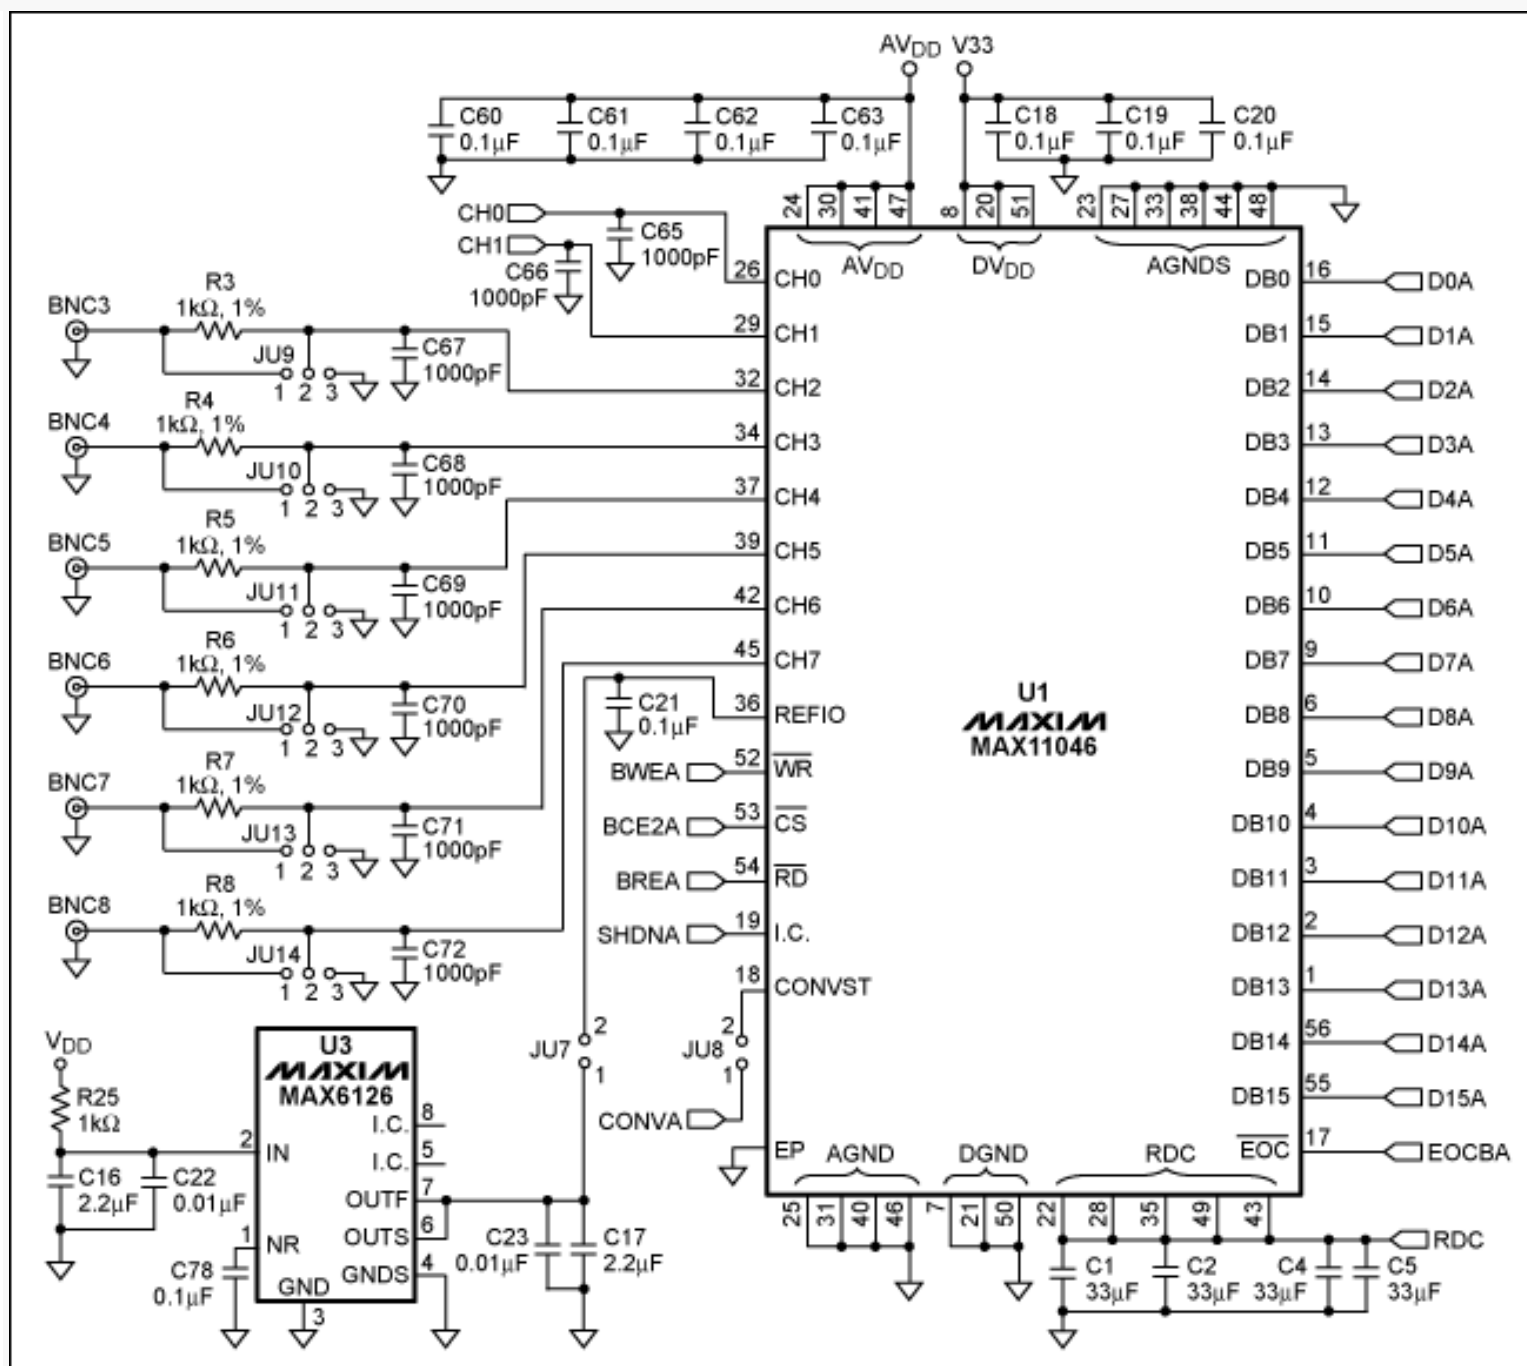 AVDD V33
C60
0.1µF
C61
0.1µF
C62
0.1µF
C63
0.1µF
C18
0.1µF
C19
0.1µF
C20
0.1µF
24 30 41 47 8 20 51 23 27 33 38 44 48
AVDD DVDD AGNDS
CH0
CH1
C65
1000pF
C66
1000pF
BNC3
R3
1kΩ, 1%
JU9
1 2 3
C67
1000pF
BNC4
R4
1kΩ, 1%
JU10
1 2 3
C68
1000pF
BNC5
R5
1kΩ, 1%
JU11
1 2 3
C69
1000pF
BNC6
R6
1kΩ, 1%
JU12
1 2 3
C70
1000pF
BNC7
R7
1kΩ, 1%
JU13
1 2 3
C71
1000pF
BNC8
R8
1kΩ, 1%
JU14
1 2 3
C72
1000pF
26 CH0
29 CH1
32 CH2
34 CH3
37 CH4
39 CH5
42 CH6
45 CH7
C21
0.1µF
36 REFIO
BWEA 52 WR
BCE2A 53 CS
BREA 54 RD
SHDNA 19 I.C.
18 CONVST
2
JU7
1
2
JU8
1
CONVA
EP
U1
MAXIM
MAX11046
DB0 16 D0A
DB1 15 D1A
DB2 14 D2A
DB3 13 D3A
DB4 12 D4A
DB5 11 D5A
DB6 10 D6A
DB7 9 D7A
DB8 6 D8A
DB9 5 D9A
DB10 4 D10A
DB11 3 D11A
DB12 2 D12A
DB13 1 D13A
DB14 56 D14A
DB15 55 D15A
EOC 17 EOCBA
AGND DGND RDC
25 31 40 46 7 21 50 22 28 35 49 43
RDC
C1
33µF
C2
33µF
C4
33µF
C5
33µF
VDD
R25
1kΩ
C16
2.2µF
C22
0.01µF
C78
0.1µF
U3
MAXIM
MAX6126
I.C. 8
2 IN
I.C. 5
OUTF 7
OUTS 6
1 NR
GNDS 4
GND
3
C23
0.01µF
C17
2.2µF